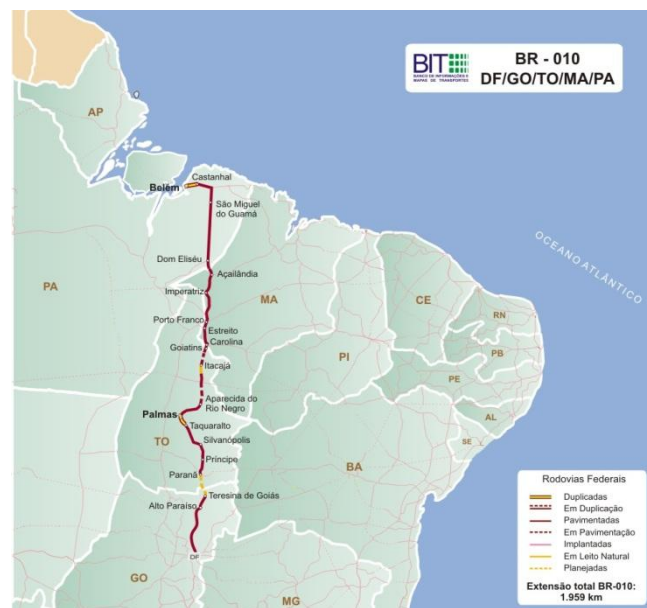 BIT
BANCO DE INFORMAÇÕES E
MAPAS DE TRANSPORTES
BR - 010
DF/GO/TO/MA/PA
AP
Castanhal
Belém
São Miguel
do Guamá
OCEANO ATLÂNTICO
Dom Eliséu
Açailândia
PA
Imperatriz
MA
CE
RN
Porto Franco
Estreito
Carolina
Goiatins
PB
PI
Itacajá
PE
Aparecida do
Rio Negro
Palmas
AL
Taquaralto
TO
Silvanópolis
SE
Príncipe
BA
Paranã
Teresina de Goiás
Alto Paraíso
DF
GO
MG
Rodovias Federais
Duplicadas
Em Duplicação
Pavimentadas
Em Pavimentação
Implantadas
Em Leito Natural
Planejadas
Extensão total BR-010:
1.959 km